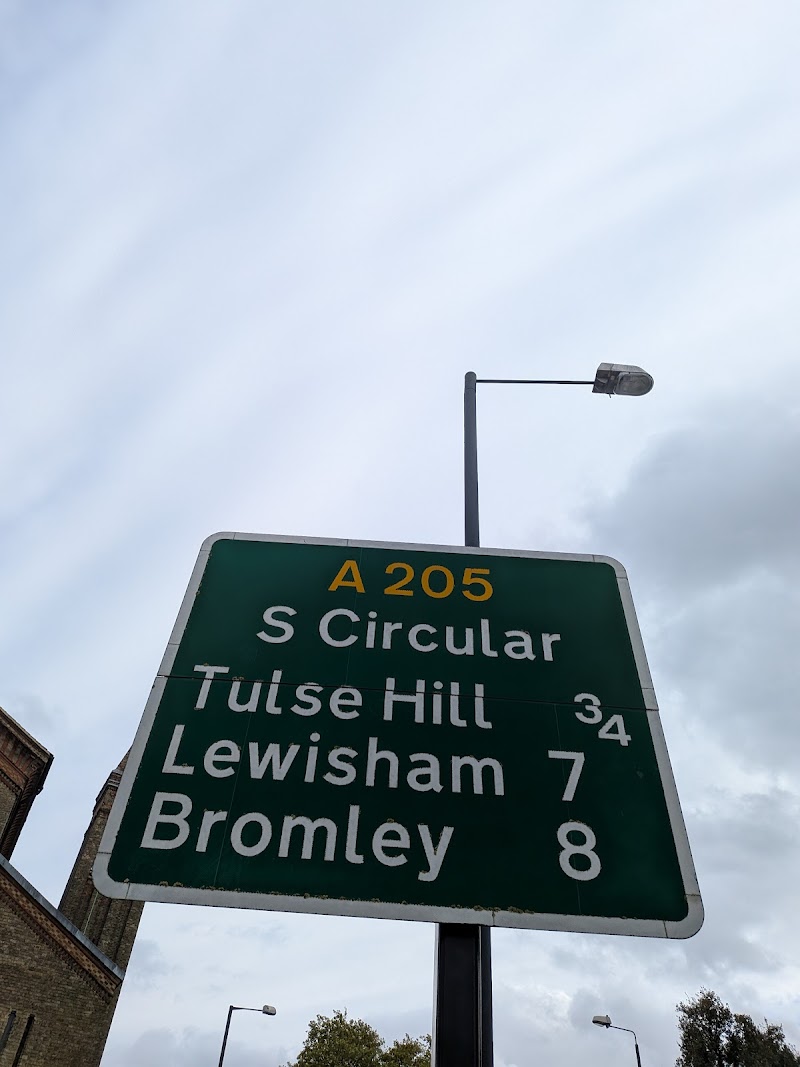 A 205
S Circular
Tulse Hill ¾
Lewisham 7
Bromley 8